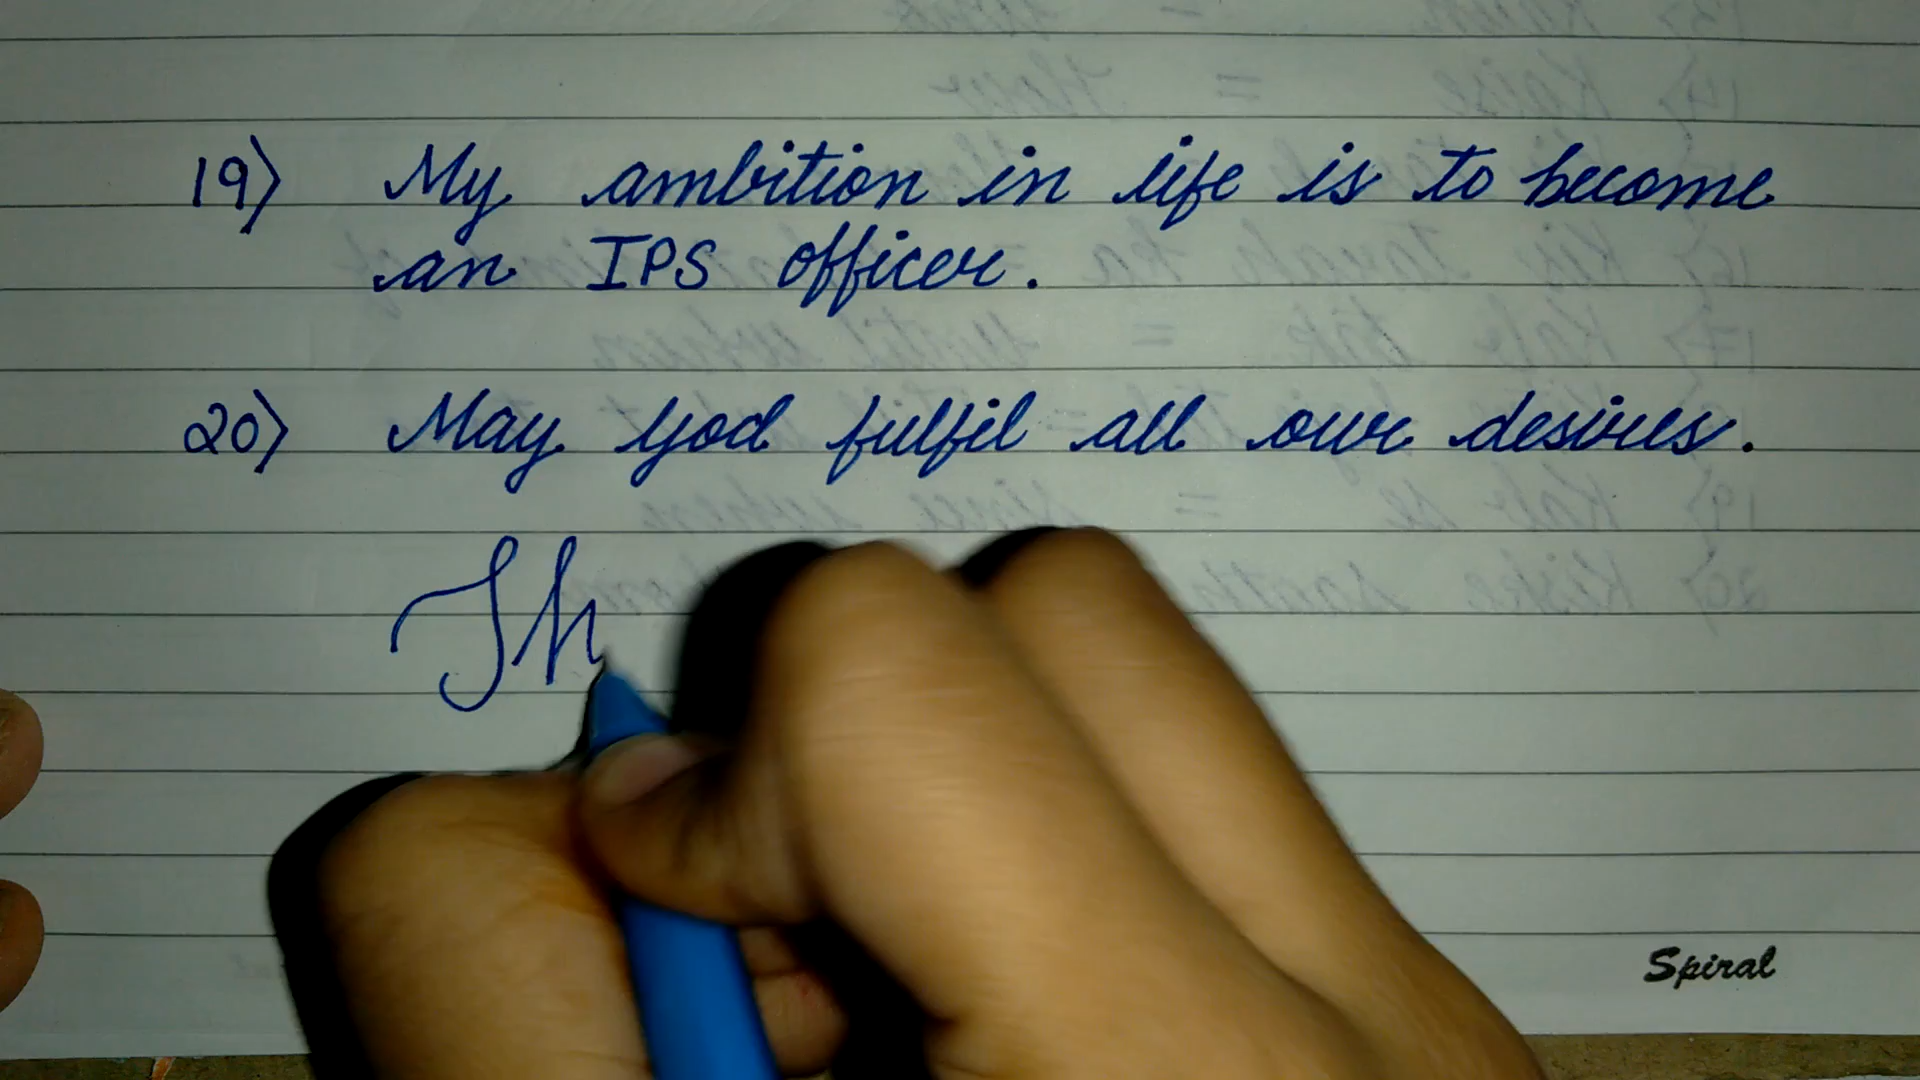 19) My ambition in life is to become
an IPS officer.
20) May God fulfil all our desires.
Th
Spiral